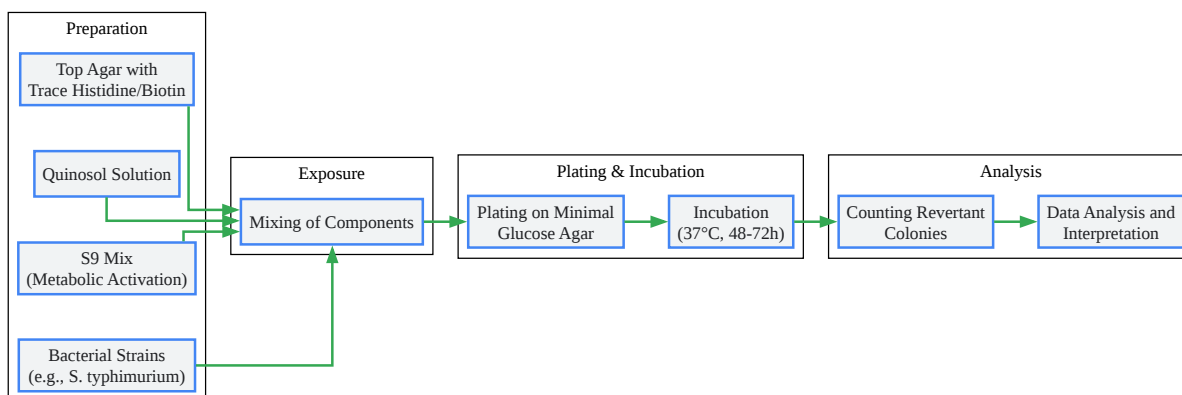 Preparation
Top Agar with
Trace Histidine/Biotin
Quinosol Solution
S9 Mix
(Metabolic Activation)
Bacterial Strains
(e.g., S. typhimurium)
Exposure
Mixing of Components
Plating & Incubation
Plating on Minimal
Glucose Agar
Incubation
(37°C, 48-72h)
Analysis
Counting Revertant
Colonies
Data Analysis and
Interpretation